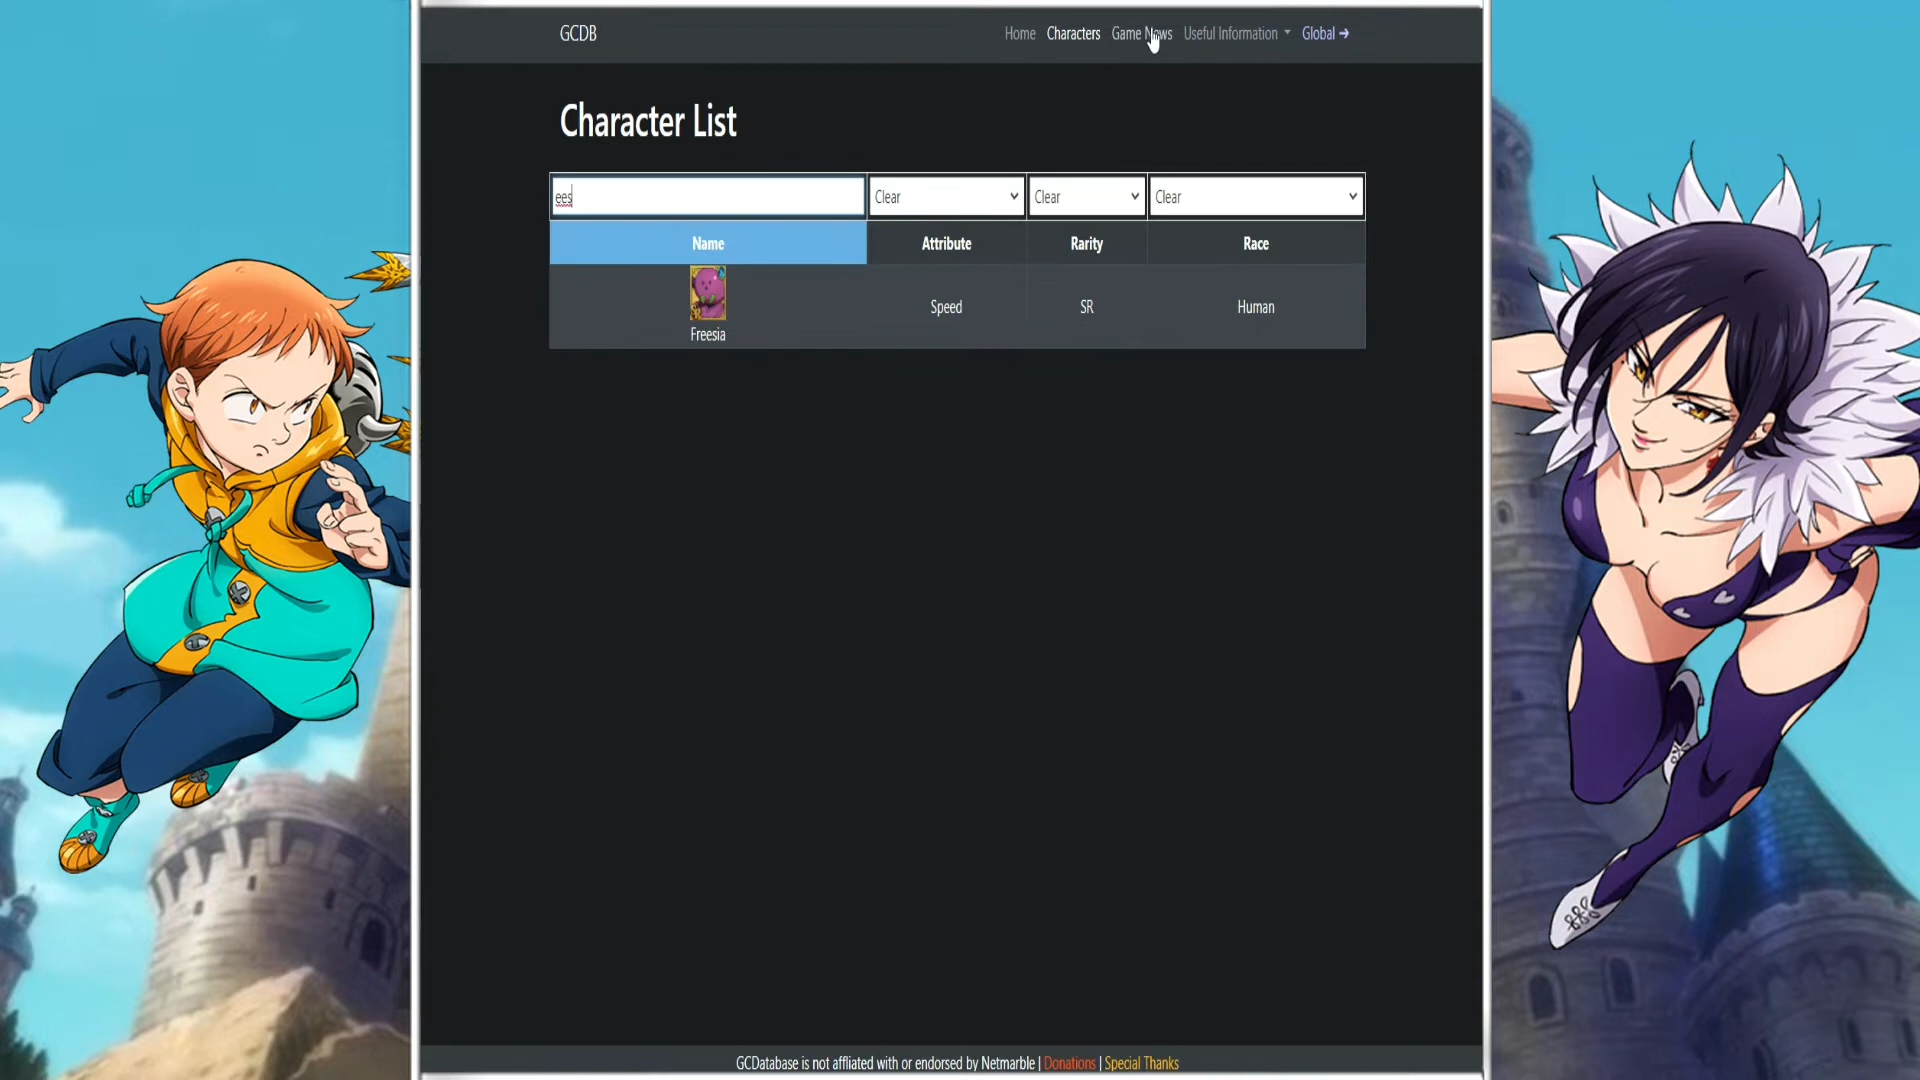 GCDB
Home Characters Game News Useful Information Global →
Character List
ees Clear Clear Clear
Name Attribute Rarity Race
SR
Freesia Speed SR Human
GCDatabase is not affliated with or endorsed by Netmarble | Donations | Special Thanks